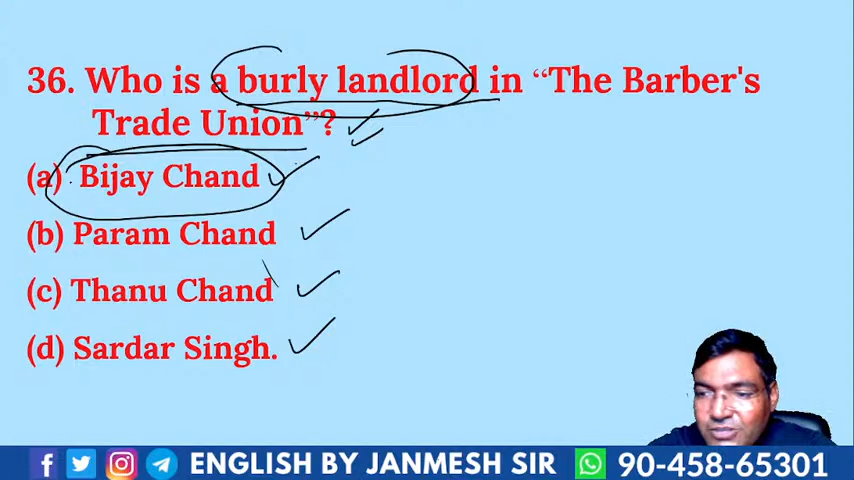 36. Who is a burly landlord in “The Barber's
Trade Union”?
(a) Bijay Chand
(b) Param Chand
(c) Thanu Chand
(d) Sardar Singh.
ENGLISH BY JANMESH SIR 90-458-65301